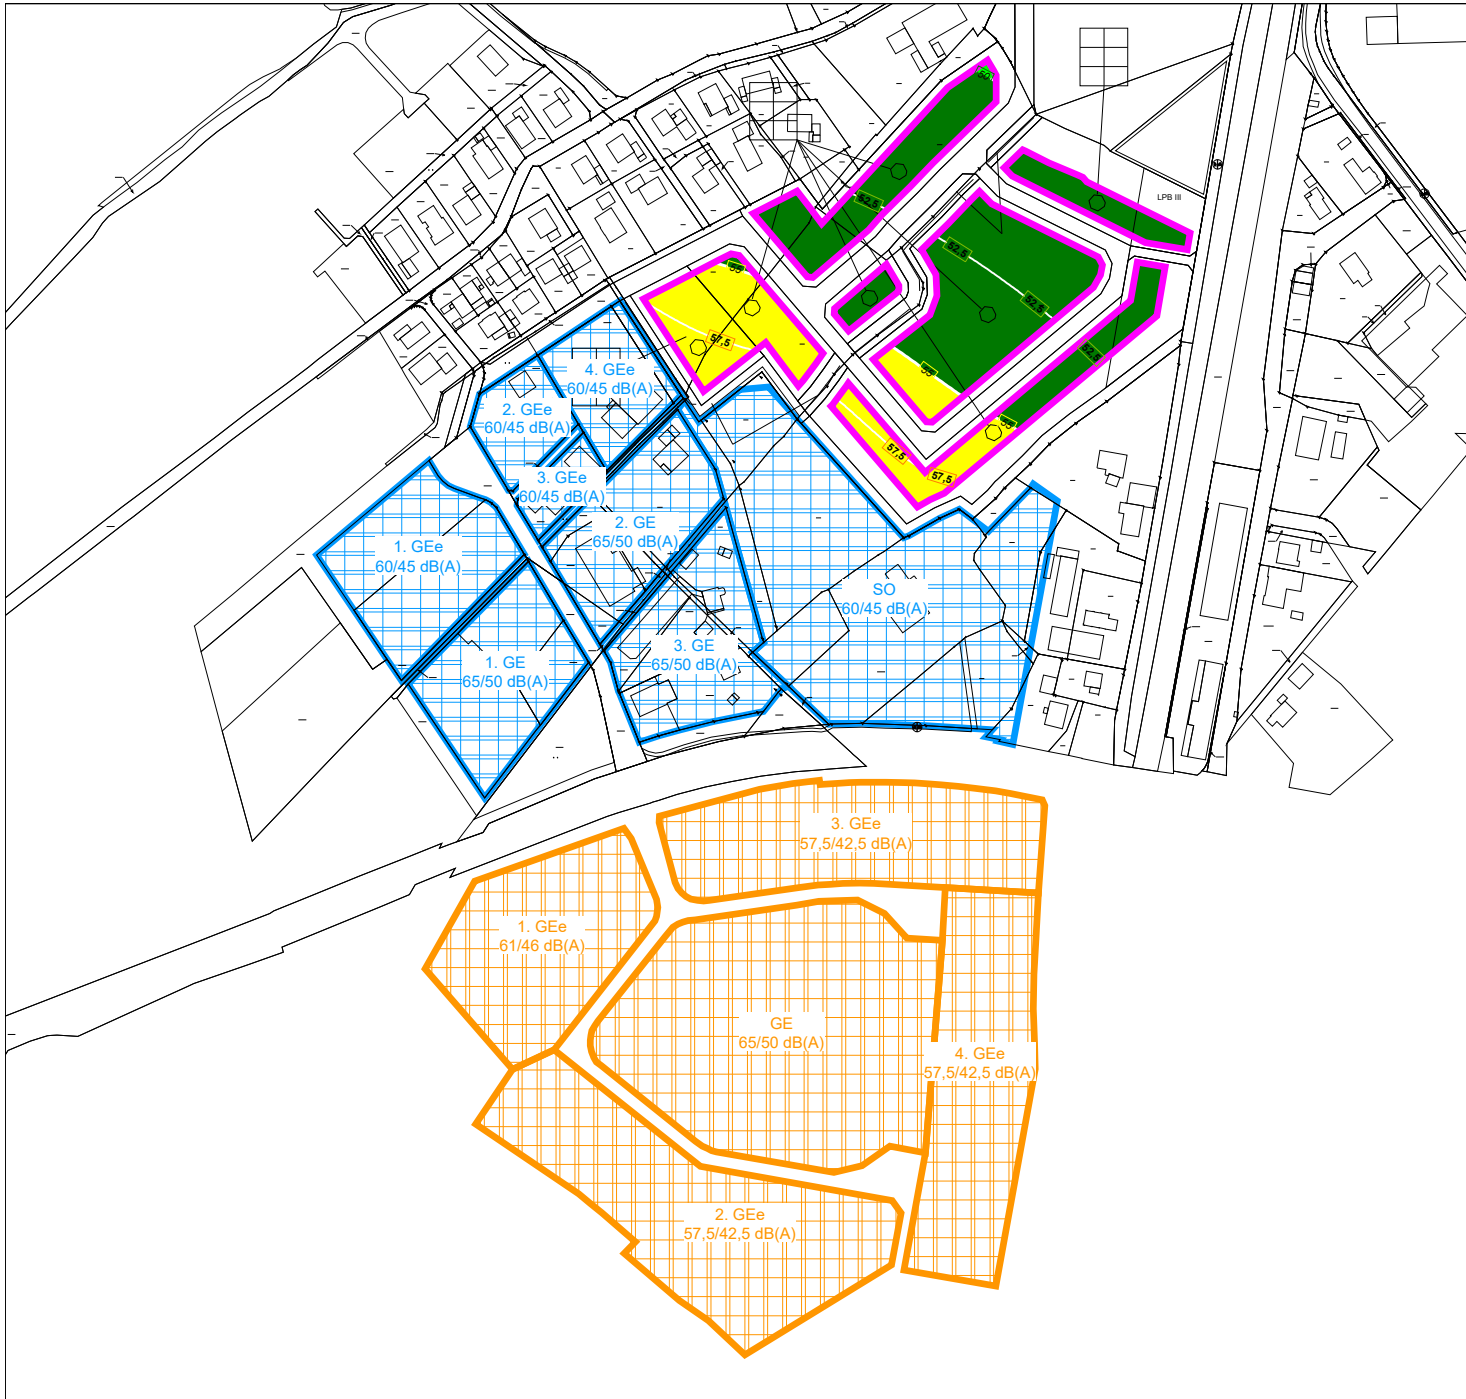 50
LPB III
52,5
52,5
55
52,5
57,5
52,5
55
4. GEe
60/45 dB(A)
2. GEe
60/45 dB(A)
55
57,5
57,5
3. GEe
60/45 dB(A)
2. GE
65/50 dB(A)
1. GEe
60/45 dB(A)
SO
60/45 dB(A)
3. GE
65/50 dB(A)
1. GE
65/50 dB(A)
3. GEe
57,5/42,5 dB(A)
1. GEe
61/46 dB(A)
GE
65/50 dB(A)
4. GEe
57,5/42,5 dB(A)
2. GEe
57,5/42,5 dB(A)